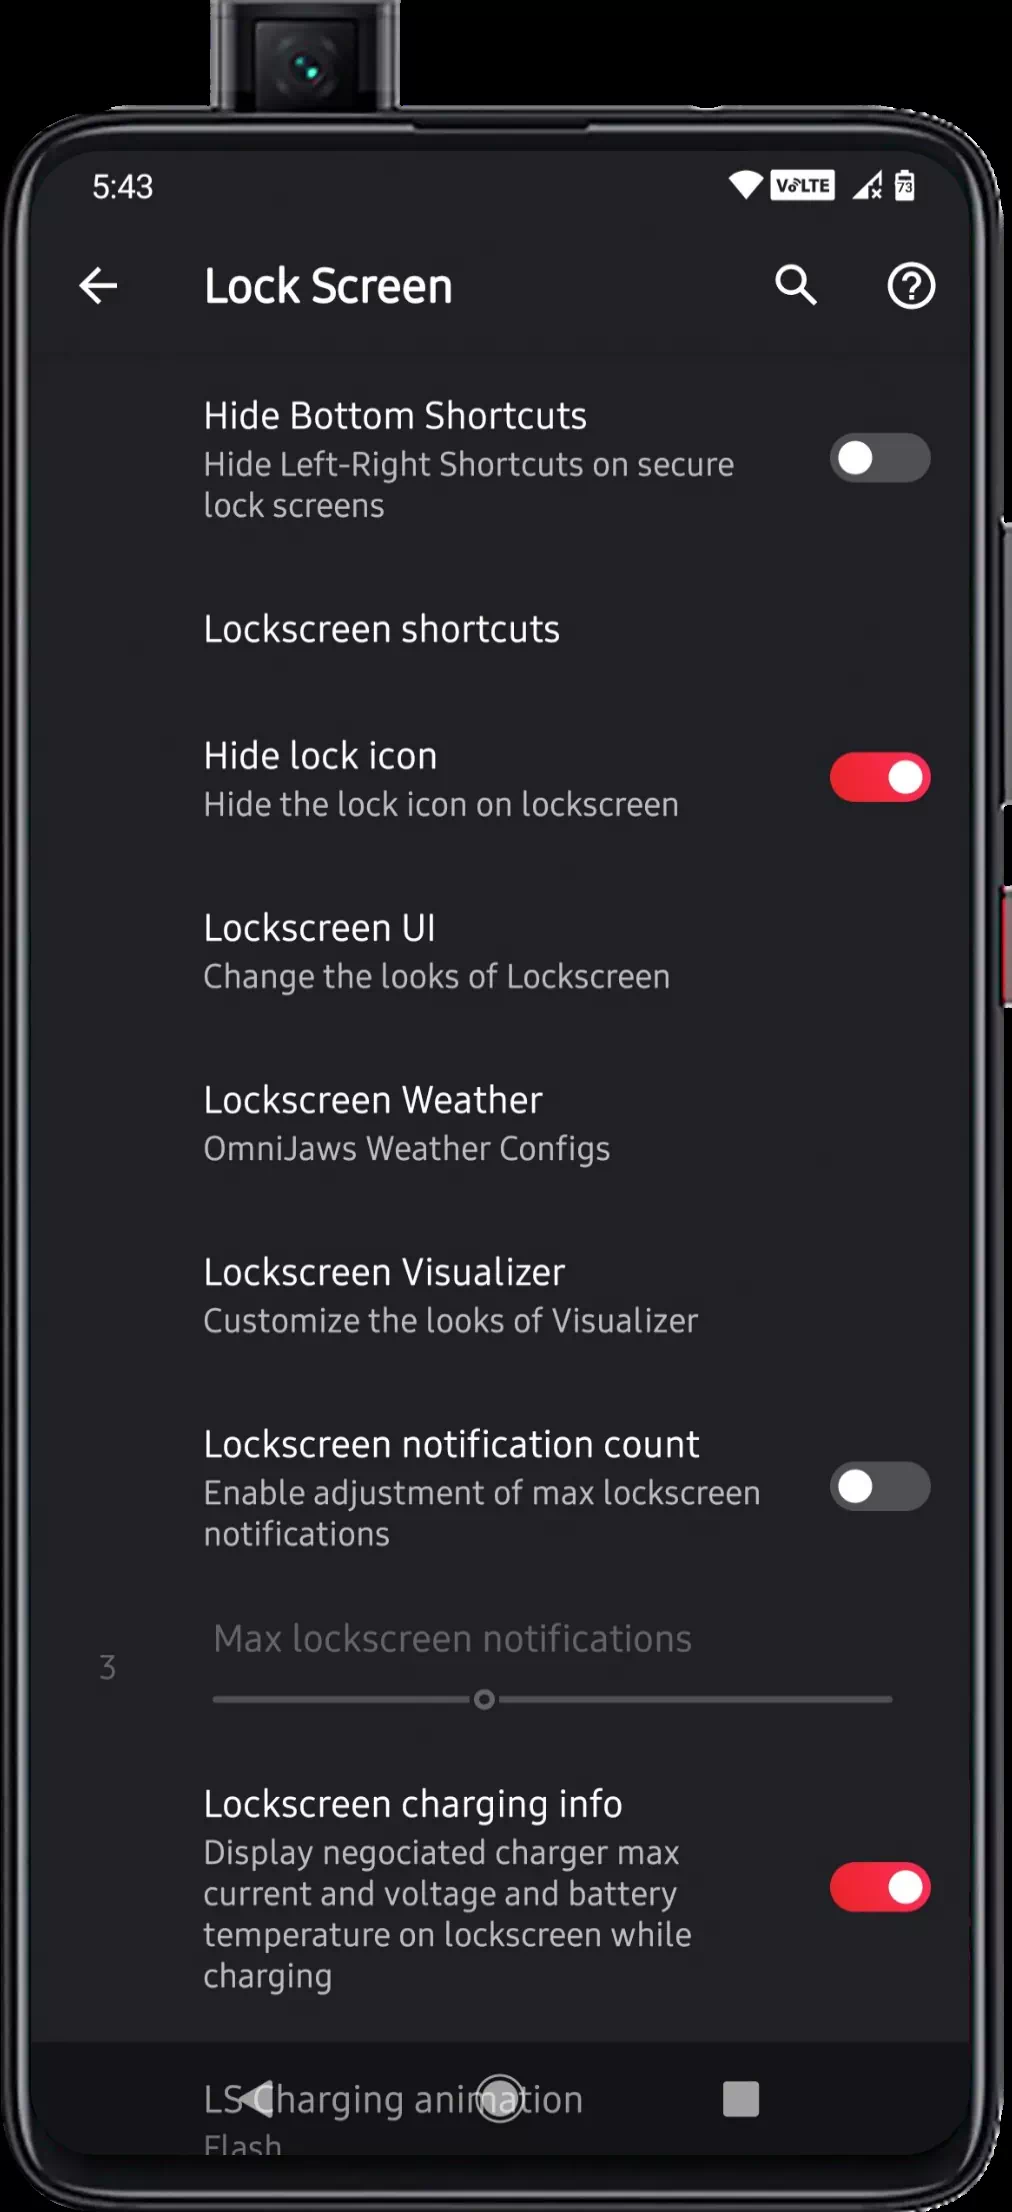 5:43
VoLTE
73
Lock Screen
Hide Bottom Shortcuts
Hide Left-Right Shortcuts on secure
lock screens
Lockscreen shortcuts
Hide lock icon
Hide the lock icon on lockscreen
Lockscreen UI
Change the looks of Lockscreen
Lockscreen Weather
OmniJaws Weather Configs
Lockscreen Visualizer
Customize the looks of Visualizer
Lockscreen notification count
Enable adjustment of max lockscreen
notifications
Max lockscreen notifications
3
Lockscreen charging info
Display negociated charger max
current and voltage and battery
temperature on lockscreen while
charging
LS Charging animation
Flash